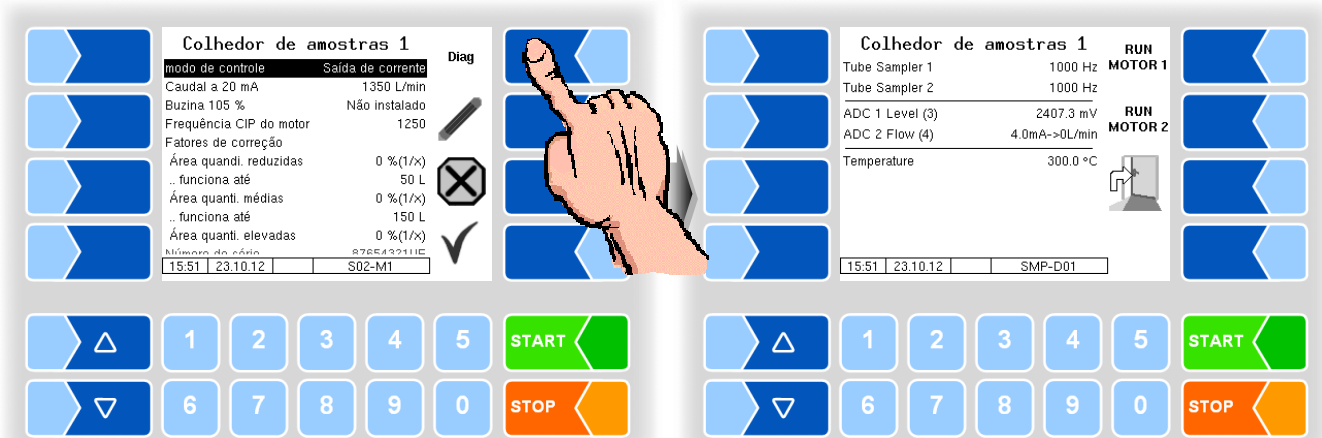 Colhedor de amostras 1
Diag
modo de controle Saída de corrente
Caudal a 20 mA 1350 L/min
Buzina 105 % Não instalado
Frequência CIP do motor 1250
Fatores de correção
Área quandi. reduzidas 0 %(1/x)
.. funciona até 50 L
Área quanti. médias 0 %(1/x)
.. funciona até 150 L
Área quanti. elevadas 0 %(1/x)
Número de série 87654321UE
15:51 23.10.12 S02-M1
1 2 3 4 5 START
6 7 8 9 0 STOP
Colhedor de amostras 1
RUN
MOTOR 1
Tube Sampler 1 1000 Hz
Tube Sampler 2 1000 Hz
RUN
MOTOR 2
ADC 1 Level (3) 2407.3 mV
ADC 2 Flow (4) 4.0mA->0L/min
Temperature 300.0 °C
15:51 23.10.12 SMP-D01
1 2 3 4 5 START
6 7 8 9 0 STOP